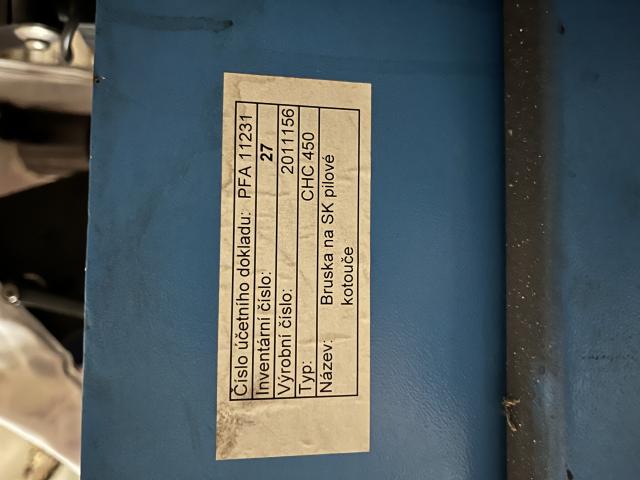 Číslo účetního dokladu: PFA 11231
Inventární číslo: 27
Výrobní číslo: 2011156
Typ: CHC 450
Název: Bruska na SK pilové
kotouče